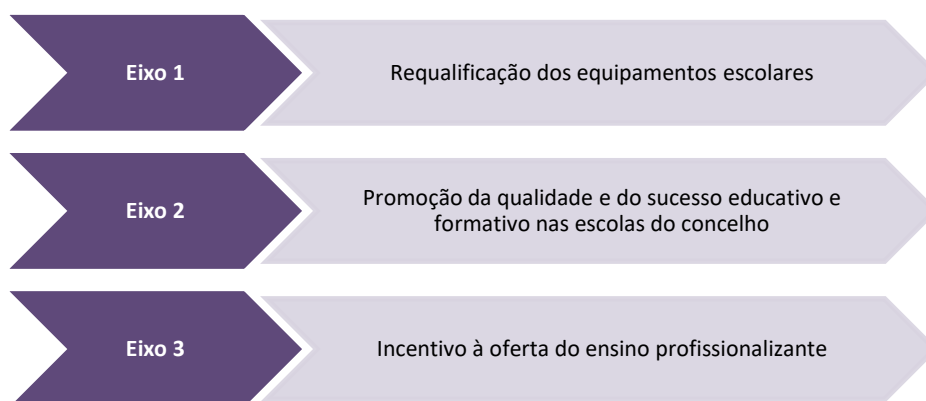 Eixo 1
Requalificação dos equipamentos escolares
Eixo 2
Promoção da qualidade e do sucesso educativo e
formativo nas escolas do concelho
Eixo 3
Incentivo à oferta do ensino profissionalizante